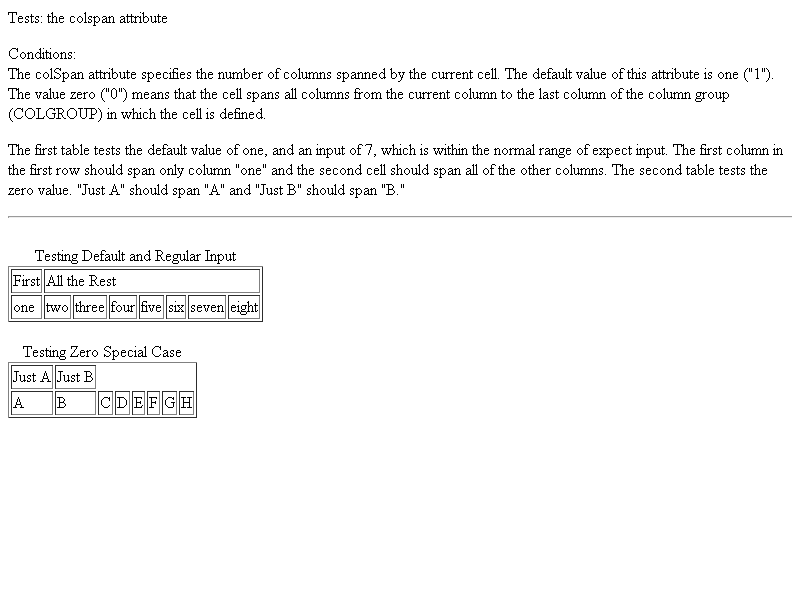 Tests: the colspan attribute
Conditions:
The colSpan attribute specifies the number of columns spanned by the current cell. The default value of this attribute is one ("1").
The value zero ("0") means that the cell spans all columns from the current column to the last column of the column group
(COLGROUP) in which the cell is defined.
The first table tests the default value of one, and an input of 7, which is within the normal range of expect input. The first column in
the first row should span only column "one" and the second cell should span all of the other columns. The second table tests the
zero value. "Just A" should span "A" and "Just B" should span "B."
Testing Default and Regular Input
First All the Rest
one two three four five six seven eight
Testing Zero Special Case
Just A Just B
A B C D E F G H